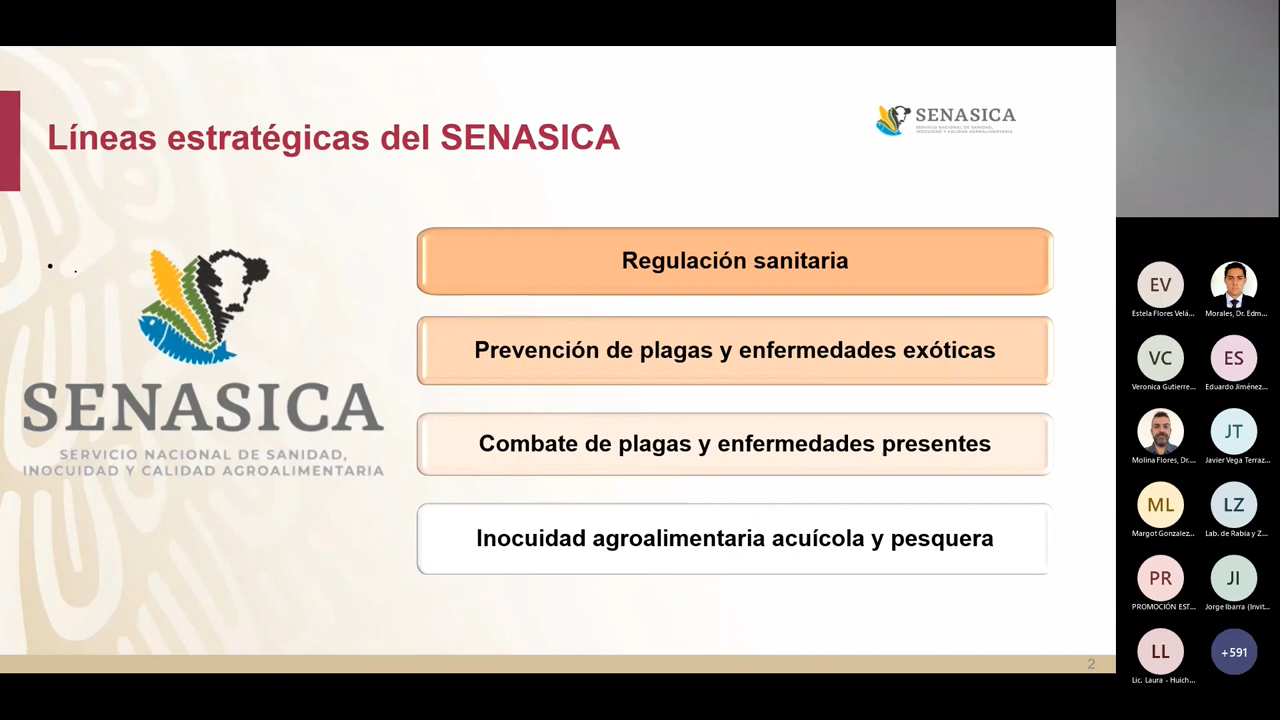 Líneas estratégicas del SENASICA
SENASICA
SERVICIO NACIONAL DE SANIDAD,
INOCUIDAD Y CALIDAD AGROALIMENTARIA
Regulación sanitaria
Prevención de plagas y enfermedades exóticas
Combate de plagas y enfermedades presentes
Inocuidad agroalimentaria acuícola y pesquera
SENASICA
SERVICIO NACIONAL DE SANIDAD,
INOCUIDAD Y CALIDAD AGROALIMENTARIA
2
EV
Estela Flores Velá...
Morales, Dr. Edm...
VC
Veronica Gutierre...
ES
Eduardo Jiménez...
Molina Flores, Dr....
JT
Javier Vega Terraz...
ML
Margot Gonzalez...
LZ
Lab. de Rabia y Z...
PR
PROMOCIÓN EST...
JI
Jorge Ibarra (Invit...
LL
Lic. Laura - Huich...
+591